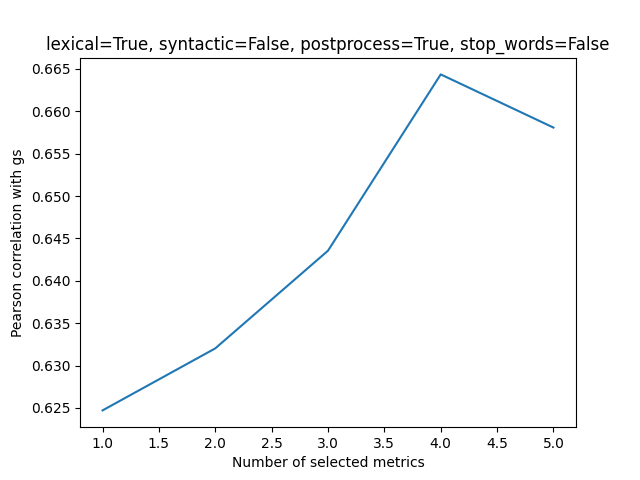 lexical=True, syntactic=False, postprocess=True, stop_words=False
0.665
0.660
0.655
0.650
0.645
0.640
0.635
0.630
0.625
Pearson correlation with gs
1.0 1.5 2.0 2.5 3.0 3.5 4.0 4.5 5.0
Number of selected metrics